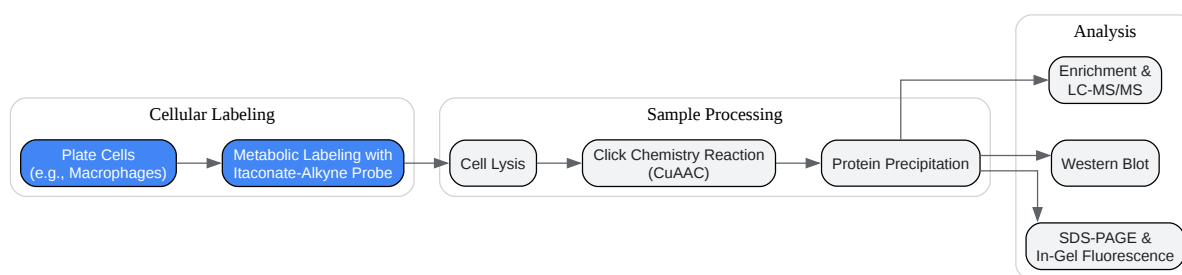 Cellular Labeling
Plate Cells
(e.g., Macrophages)
Metabolic Labeling with
Itaconate-Alkyne Probe
Sample Processing
Cell Lysis
Click Chemistry Reaction
(CuAAC)
Protein Precipitation
Analysis
Enrichment &
LC-MS/MS
Western Blot
SDS-PAGE &
In-Gel Fluorescence